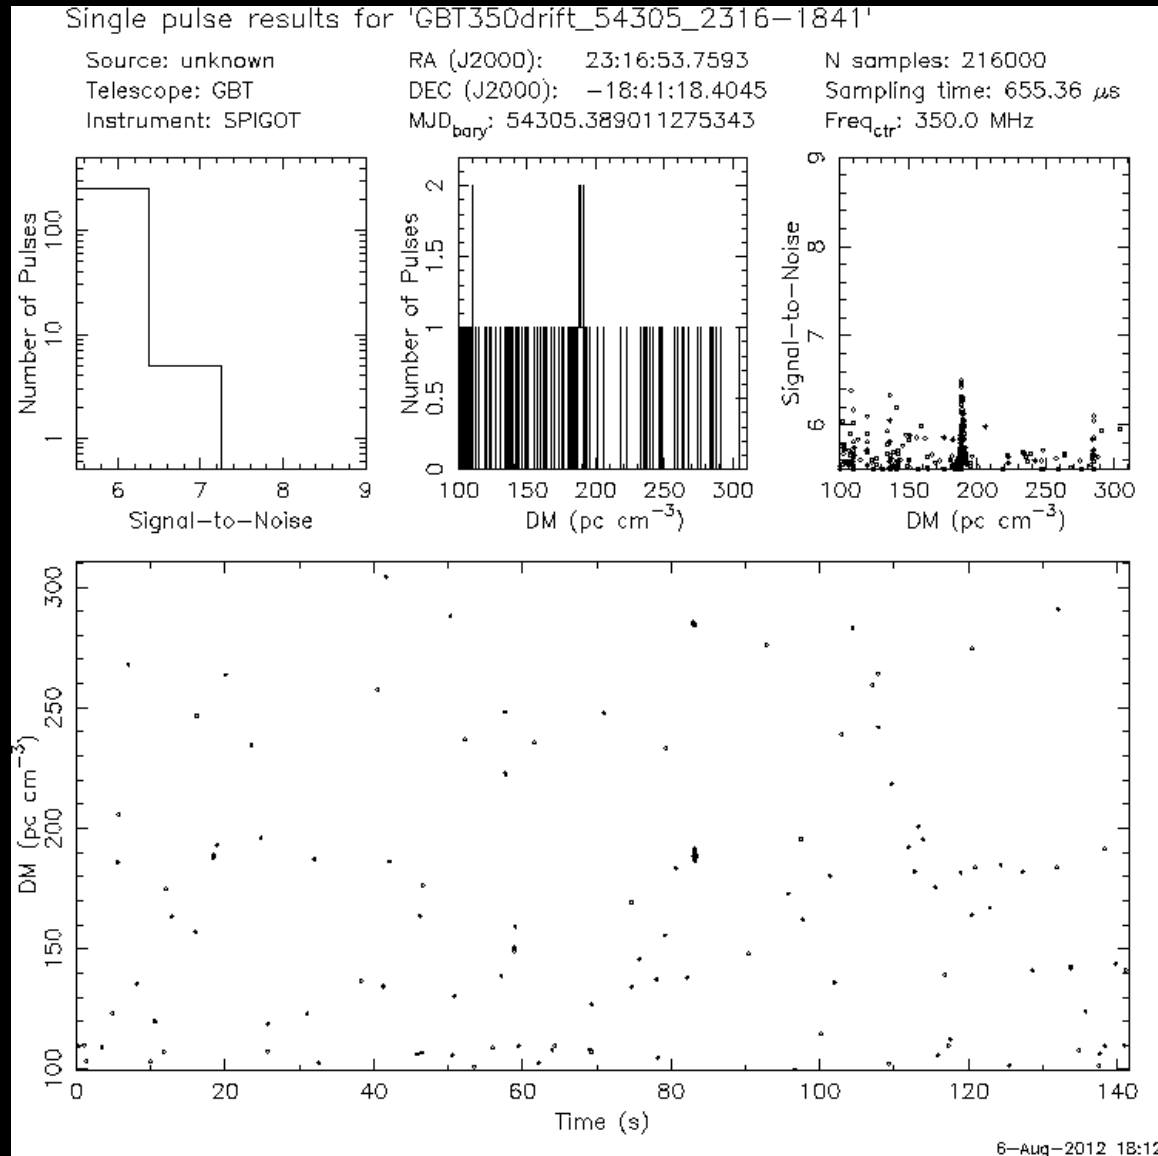 Single pulse results for 'GBT350drift_54305_2316-1841'
Source: unknown
RA (J2000): 23:16:53.7593
N samples: 216000
Telescope: GBT
DEC (J2000): -18:41:18.4045
Sampling time: 655.36 μs
Instrument: SPIGOT
MJD_bary: 54305.389011275343
Freq_ctr: 350.0 MHz
Number of Pulses
1 10 100
6 7 8 9
Signal-to-Noise
Number of Pulses
0 0.5 1 1.5 2
100 150 200 250 300
DM (pc cm⁻³)
Signal-to-Noise
6 7 8 9
100 150 200 250 300
DM (pc cm⁻³)
DM (pc cm⁻³)
100 150 200 250 300
0 20 40 60 80 100 120 140
Time (s)
6-Aug-2012 18:12